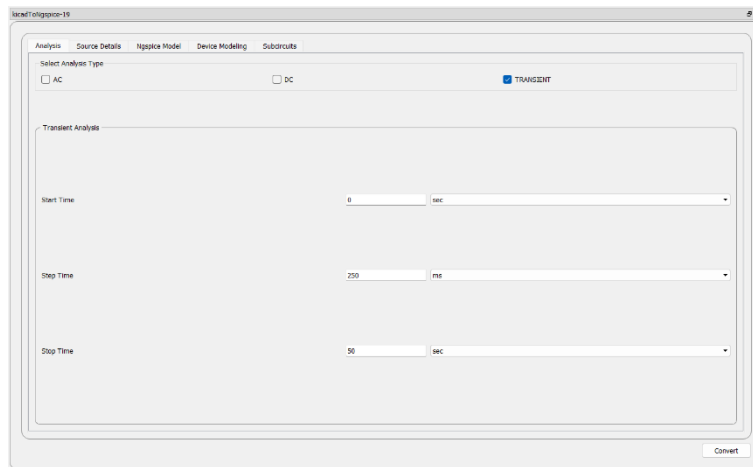 kicadToNgspice-19
Analysis Source Details Ngspice Model Device Modeling Subcircuits
Select Analysis Type
AC DC TRANSIENT
Transient Analysis
Start Time 0 sec
Step Time 250 ms
Stop Time 50 sec
Convert